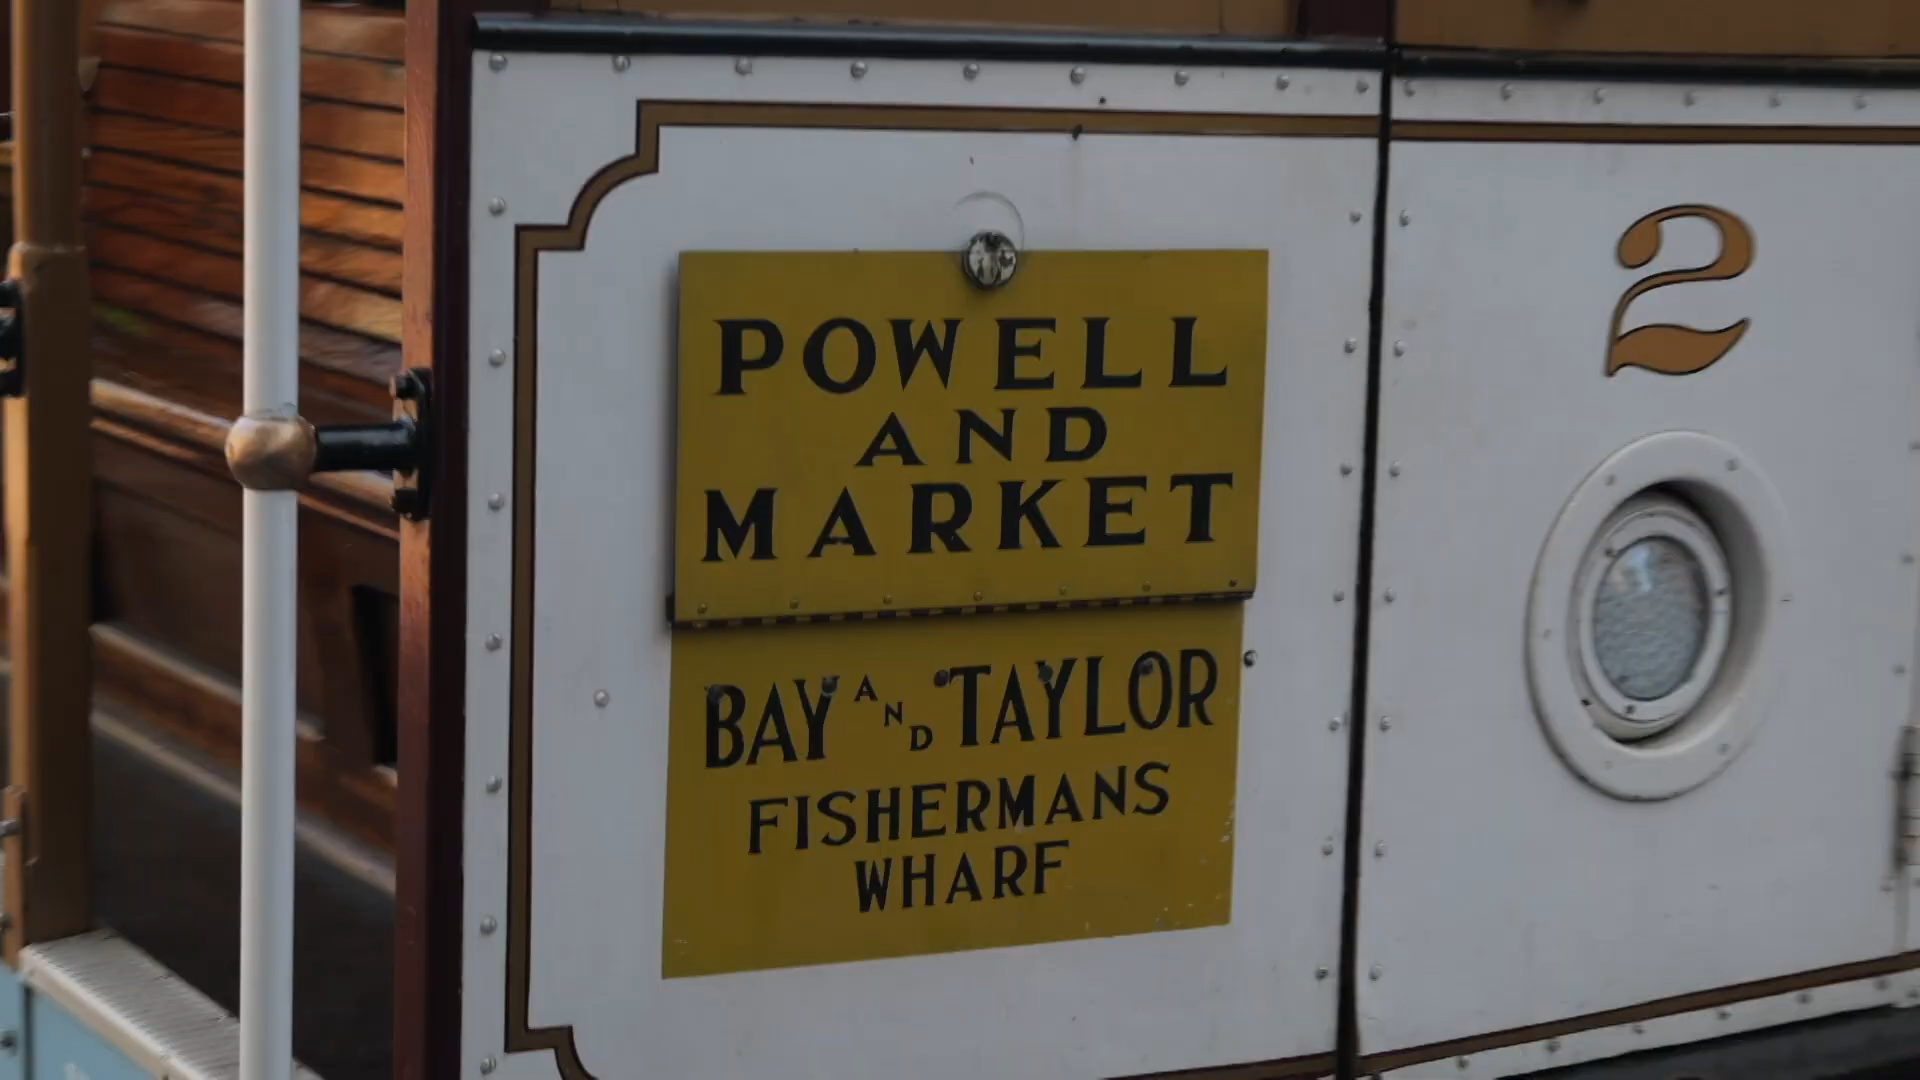 POWELL
AND
MARKET
BAY AND TAYLOR
FISHERMANS
WHARF
2